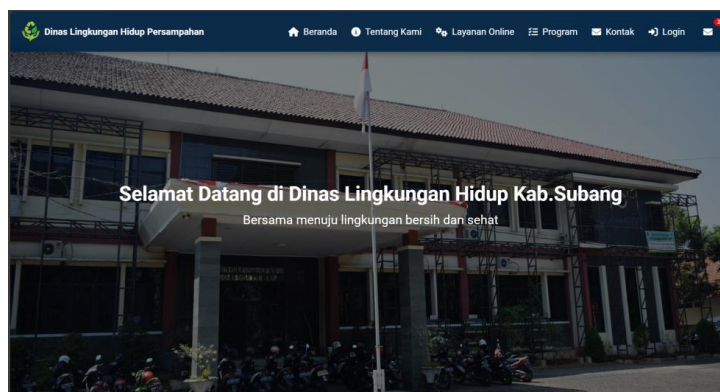 Dinas Lingkungan Hidup Persampahan
Beranda
Tentang Kami
Layanan Online
Program
Kontak
Login
Selamat Datang di Dinas Lingkungan Hidup Kab.Subang
Bersama menuju lingkungan bersih dan sehat